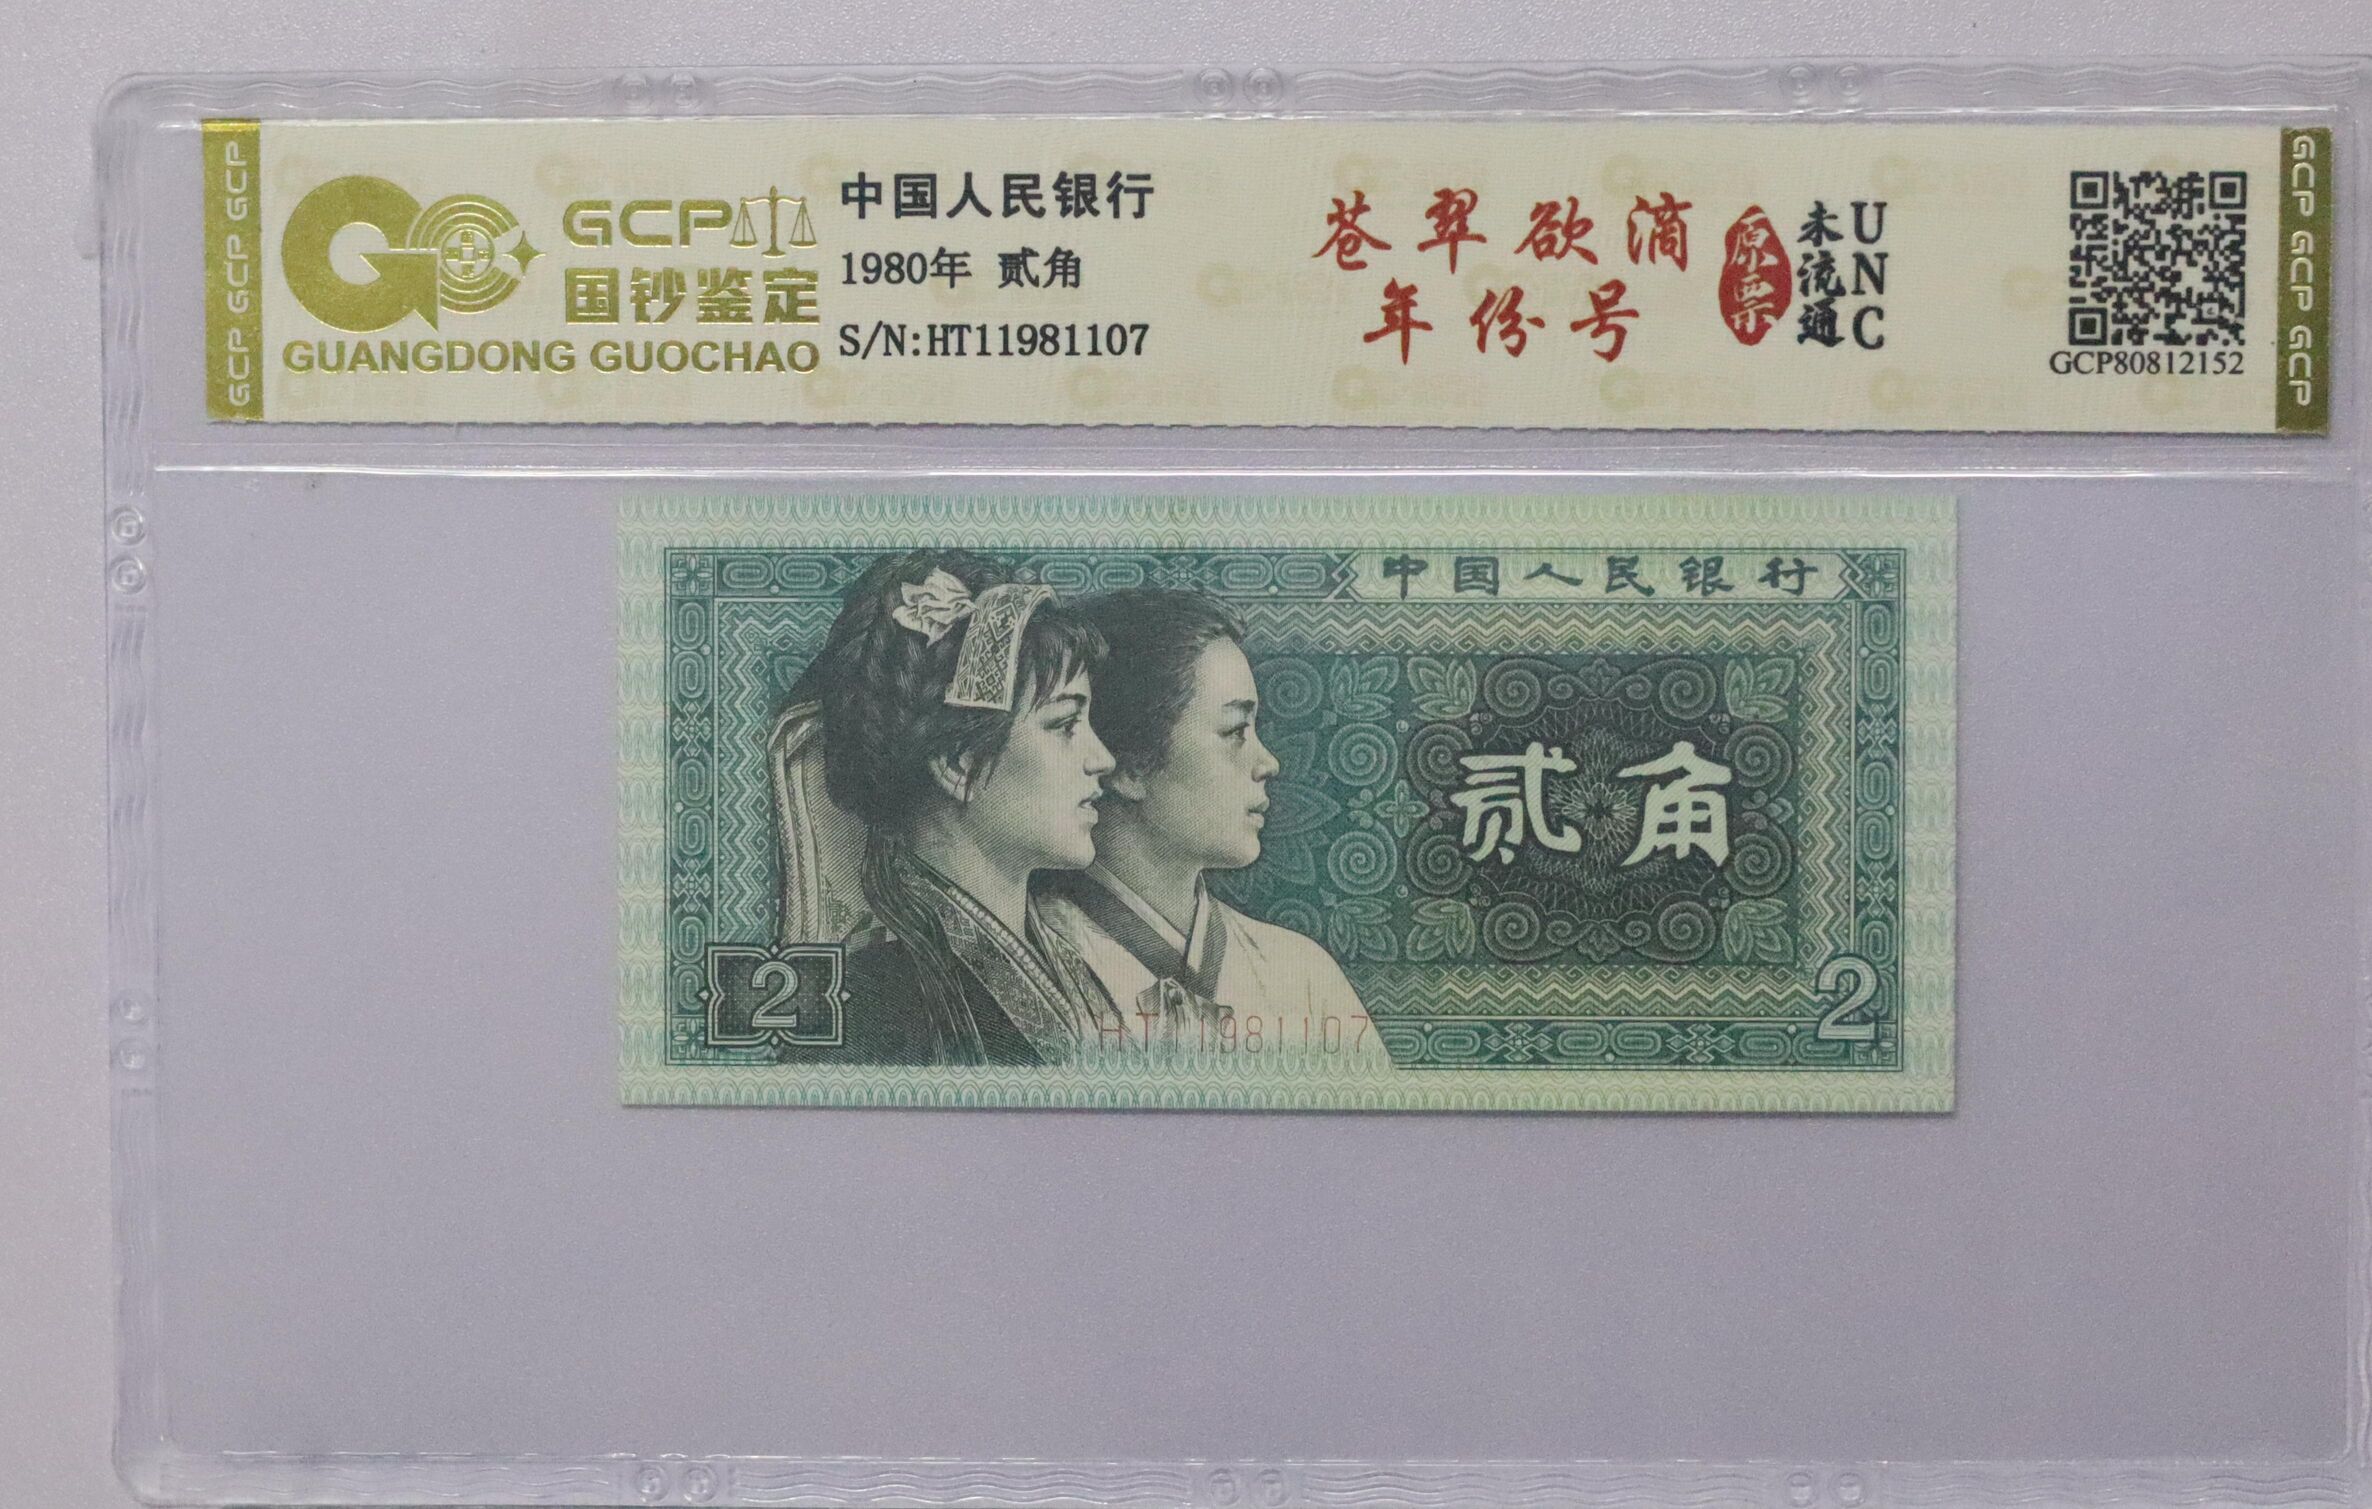 GCP GCP GCP
GCP
国钞鉴定
GUANGDONG GUOCHAO
中国人民银行
1980年 贰角
S/N:HT11981107
苍翠欲滴
年份号
原票
未流通
UNC
GCP80812152
GCP GCP GCP
中国人民银行
贰角
2
HT11981107
2